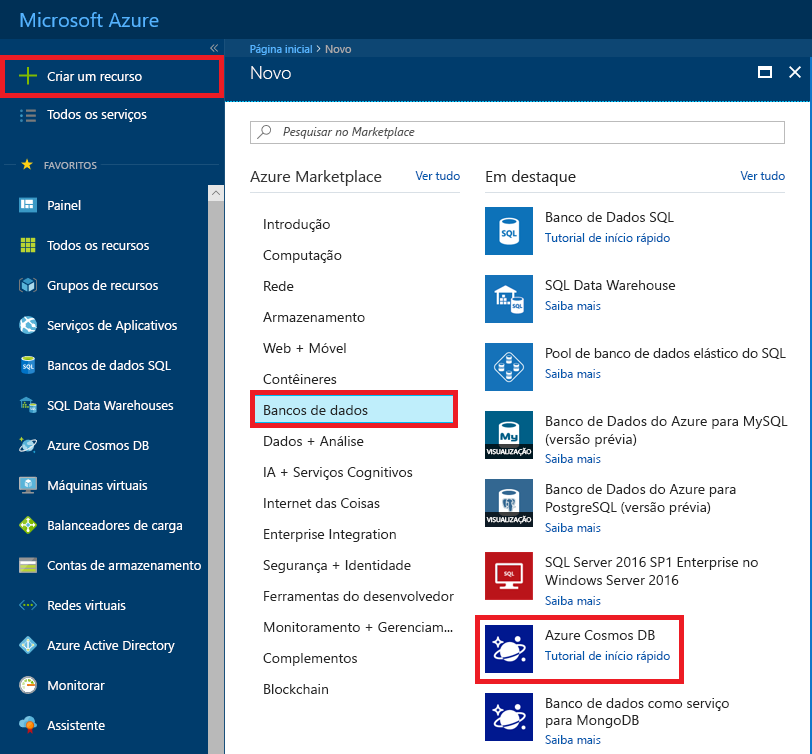 Microsoft Azure
«
Criar um recurso
Todos os serviços
FAVORITOS
Painel
Todos os recursos
Grupos de recursos
Serviços de Aplicativos
Bancos de dados SQL
SQL Data Warehouses
Azure Cosmos DB
Máquinas virtuais
Balanceadores de carga
Contas de armazenamento
Redes virtuais
Azure Active Directory
Monitorar
Assistente
Página inicial > Novo
Novo
Pesquisar no Marketplace
Azure Marketplace
Ver tudo
Introdução
Computação
Rede
Armazenamento
Web + Móvel
Contêineres
Bancos de dados
Dados + Análise
IA + Serviços Cognitivos
Internet das Coisas
Enterprise Integration
Segurança + Identidade
Ferramentas do desenvolvedor
Monitoramento + Gerenciam...
Complementos
Blockchain
Em destaque
Ver tudo
SQL
Banco de Dados SQL
Tutorial de início rápido
SQL
SQL Data Warehouse
Saiba mais
Pool de banco de dados elástico do SQL
Saiba mais
My
VISUALIZAÇÃO
Banco de Dados do Azure para MySQL
(versão prévia)
Saiba mais
VISUALIZAÇÃO
Banco de Dados do Azure para
PostgreSQL (versão prévia)
Saiba mais
SQL
SQL Server 2016 SP1 Enterprise no
Windows Server 2016
Saiba mais
Azure Cosmos DB
Tutorial de início rápido
Banco de dados como serviço
para MongoDB
Saiba mais